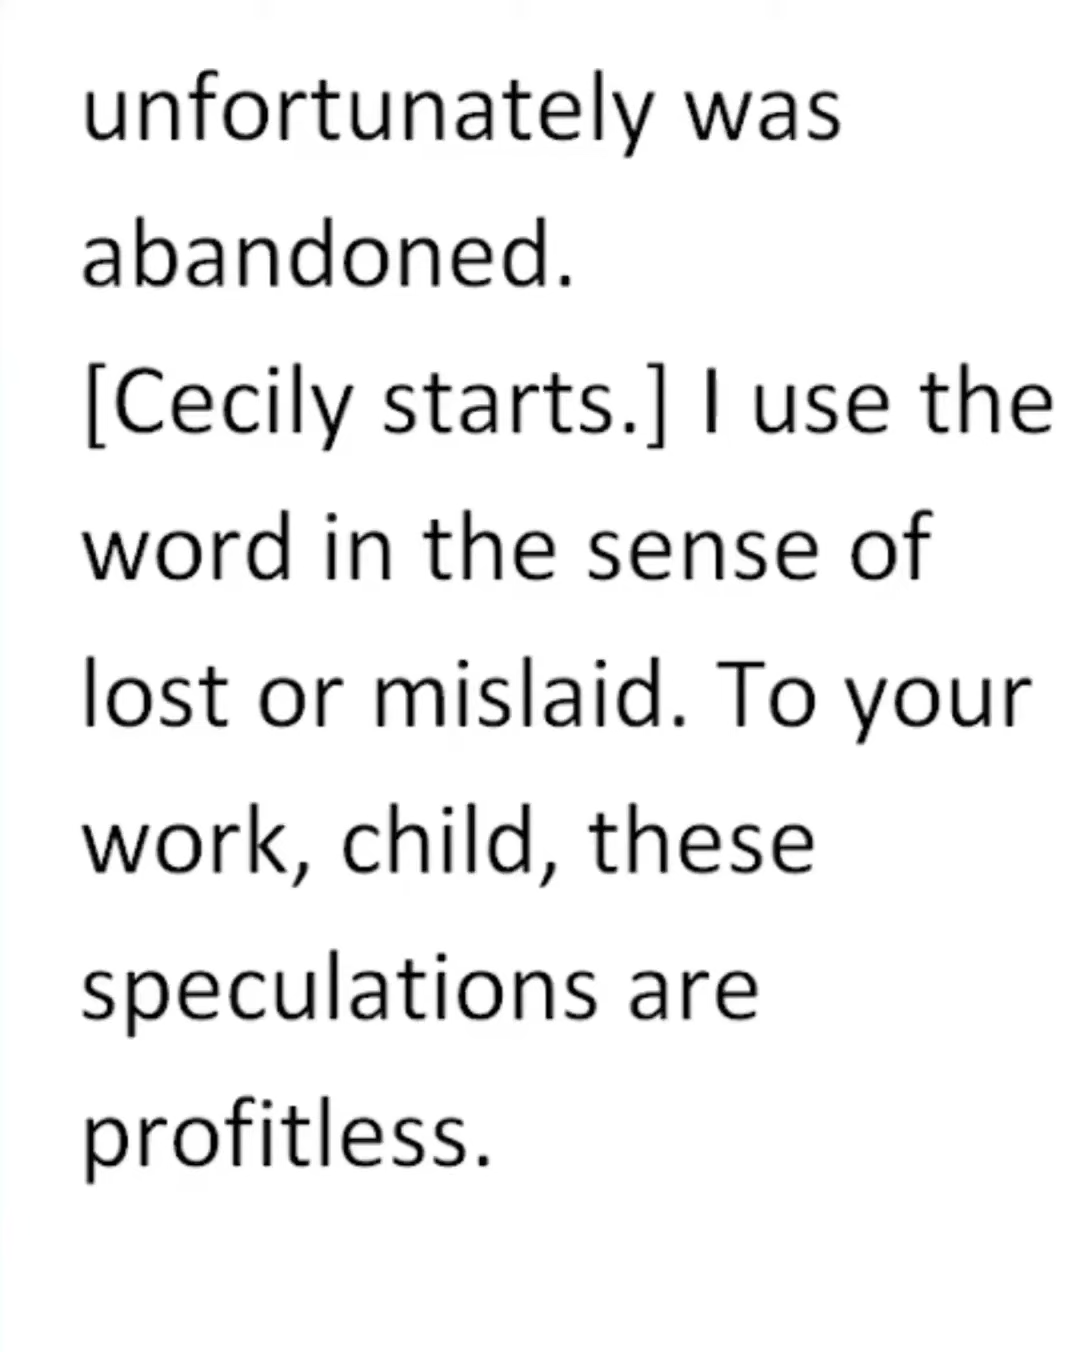 unfortunately was
abandoned.
[Cecily starts.] I use the
word in the sense of
lost or mislaid. To your
work, child, these
speculations are
profitless.